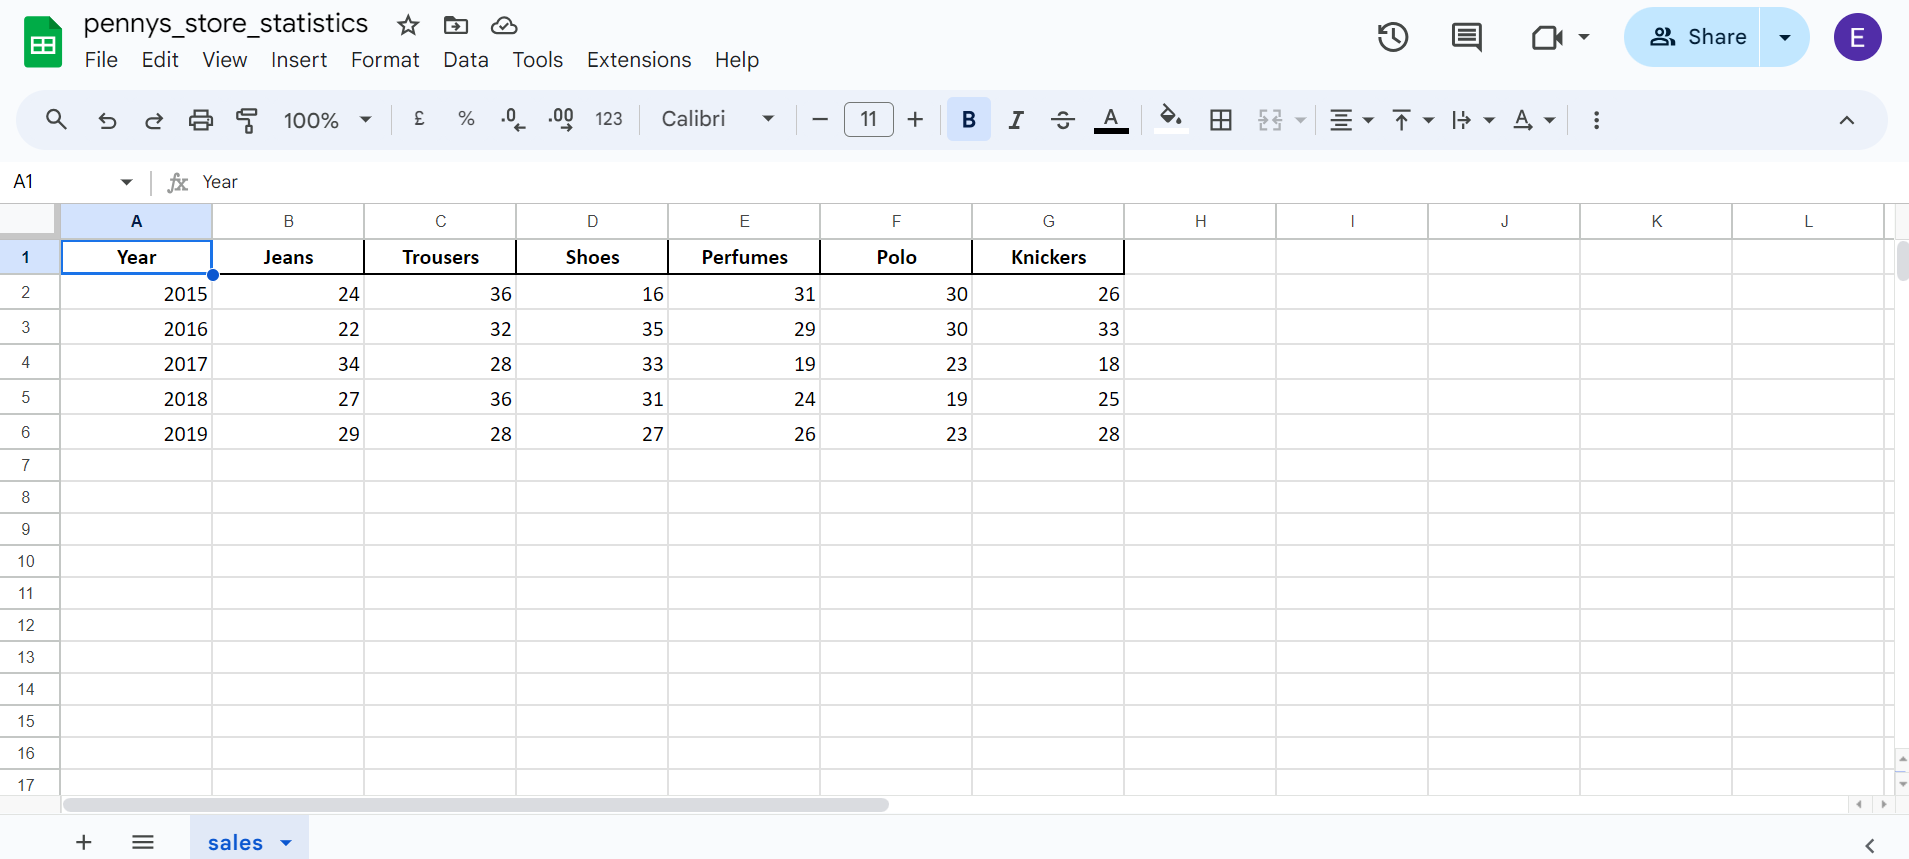 pennys_store_statistics
File Edit View Insert Format Data Tools Extensions Help
Share
E
100% £ % .0 .00 123 Calibri 11 B I S A A
A1 fx Year
A B C D E F G H I J K L
1 Year Jeans Trousers Shoes Perfumes Polo Knickers
2 2015 24 36 16 31 30 26
3 2016 22 32 35 29 30 33
4 2017 34 28 33 19 23 18
5 2018 27 36 31 24 19 25
6 2019 29 28 27 26 23 28
7
8
9
10
11
12
13
14
15
16
17
sales